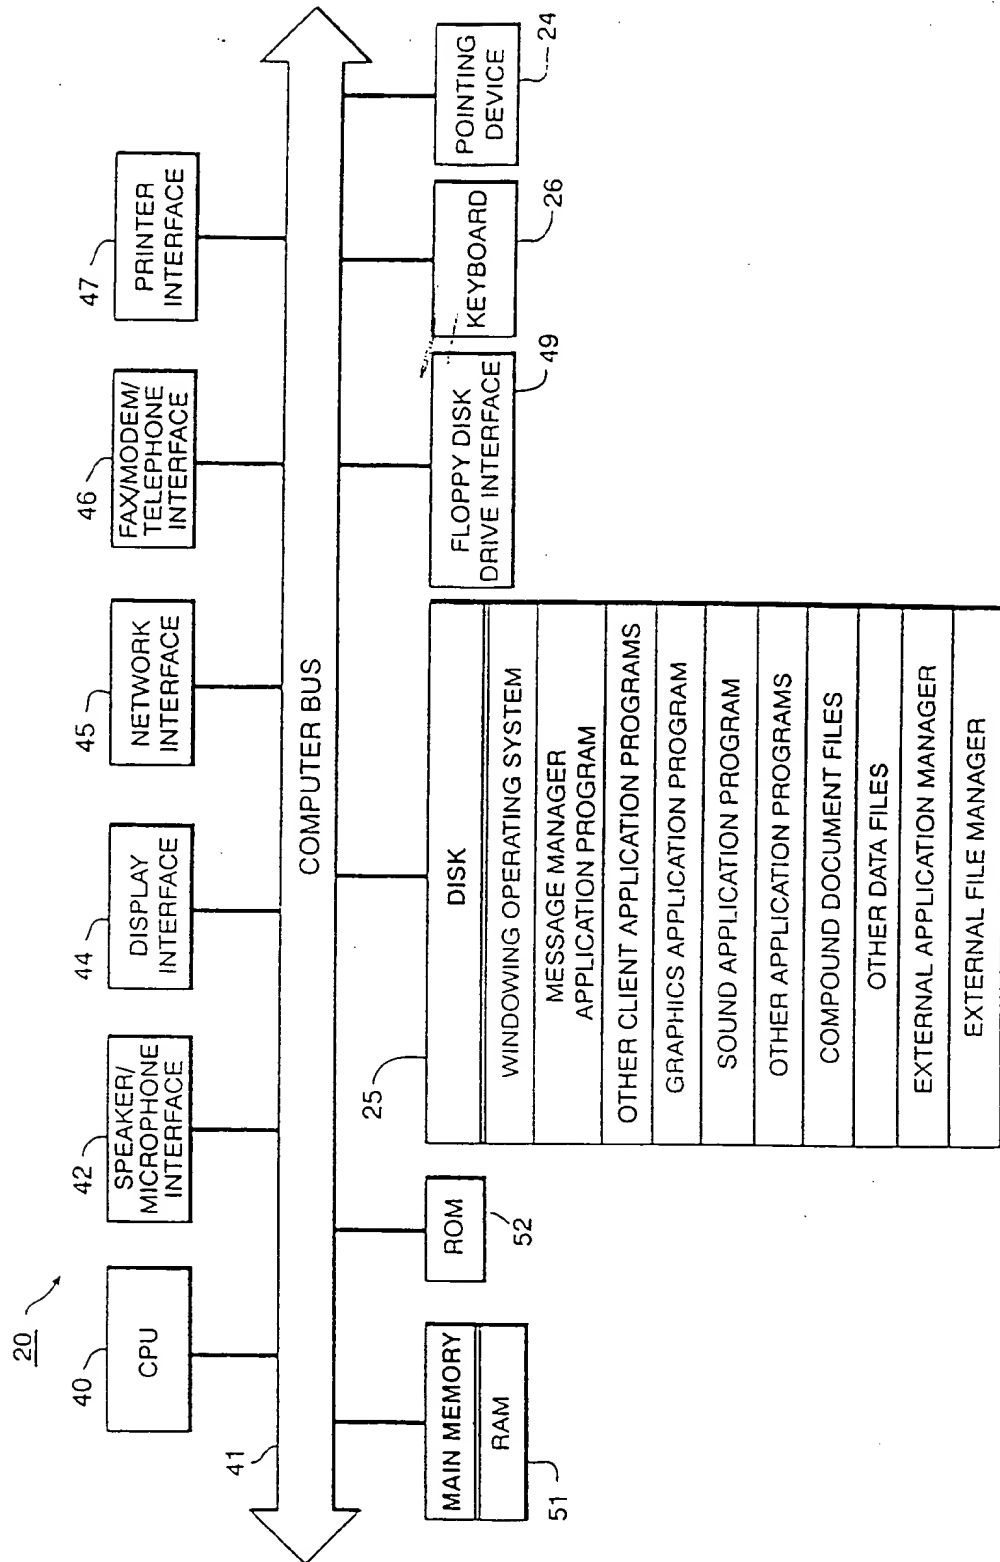 20
40
CPU
42
SPEAKER/
MICROPHONE
INTERFACE
44
DISPLAY
INTERFACE
45
NETWORK
INTERFACE
46
FAX/MODEM/
TELEPHONE
INTERFACE
47
PRINTER
INTERFACE
41
COMPUTER BUS
MAIN MEMORY
RAM
51
ROM
52
25
DISK
WINDOWING OPERATING SYSTEM
MESSAGE MANAGER
APPLICATION PROGRAM
OTHER CLIENT APPLICATION PROGRAMS
GRAPHICS APPLICATION PROGRAM
SOUND APPLICATION PROGRAM
OTHER APPLICATION PROGRAMS
COMPOUND DOCUMENT FILES
OTHER DATA FILES
EXTERNAL APPLICATION MANAGER
EXTERNAL FILE MANAGER
FLOPPY DISK
DRIVE INTERFACE
49
KEYBOARD
26
POINTING
DEVICE
24